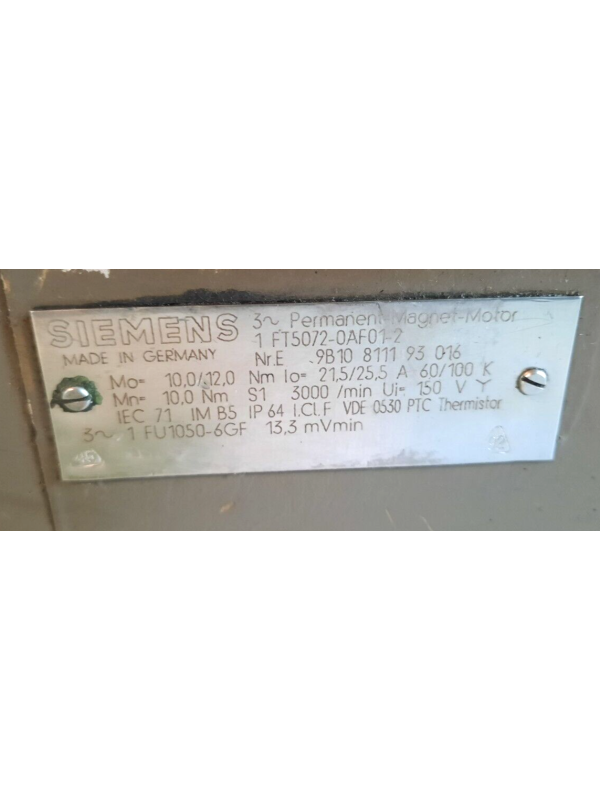 SIEMENS 3~ Permanent-Magnet-Motor
1 FT5072-0AF01-2
MADE IN GERMANY Nr.E 9B10 8111 93 016
Mo= 10,0/12,0 Nm Io= 21,5/25,5 A 60/100 K
Mn= 10,0 Nm S1 3000 /min Ui= 150 V Y
IEC 71 IM B5 IP 64 I.Cl.F VDE 0530 PTC Thermistor
3~ 1 FU1050-6GF 13,3 mVmin